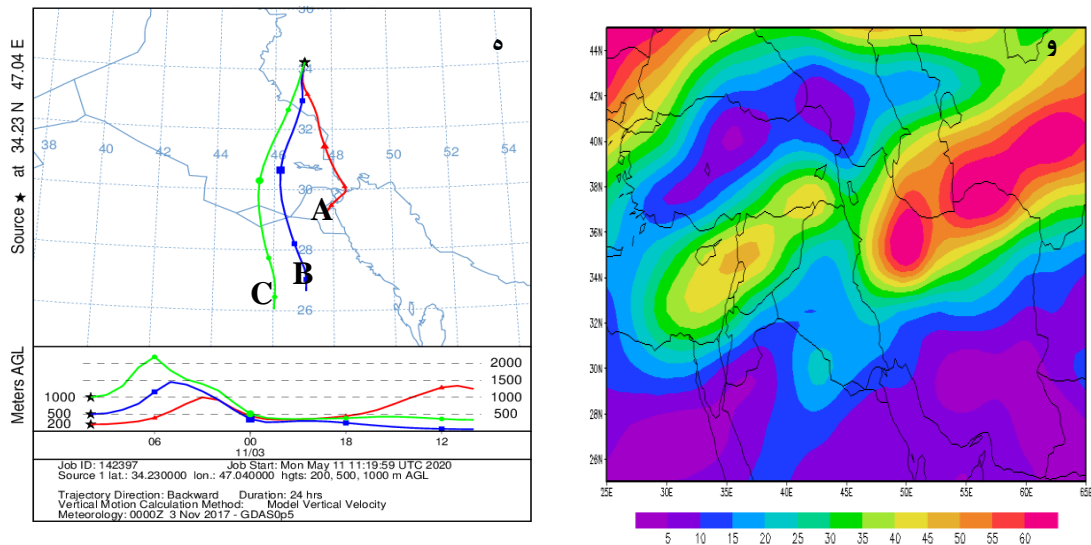 ه
Source ★ at 34.23 N 47.04 E
36
34
32
38 40 42 44 46 48 50 52 54
30
28
26
A
B
C
Meters AGL
2000
1500
1000 1000
500 500
200
06 00 18 12
11/03
Job ID: 142397 Job Start: Mon May 11 11:19:59 UTC 2020
Source 1 lat.: 34.230000 lon.: 47.040000 hgts: 200, 500, 1000 m AGL
Trajectory Direction: Backward Duration: 24 hrs
Vertical Motion Calculation Method: Model Vertical Velocity
Meteorology: 0000Z 3 Nov 2017 - GDAS0p5
و
44N
42N
40N
38N
36N
34N
32N
30N
28N
26N
25E 30E 35E 40E 45E 50E 55E 60E 65E
5 10 15 20 25 30 35 40 45 50 55 60